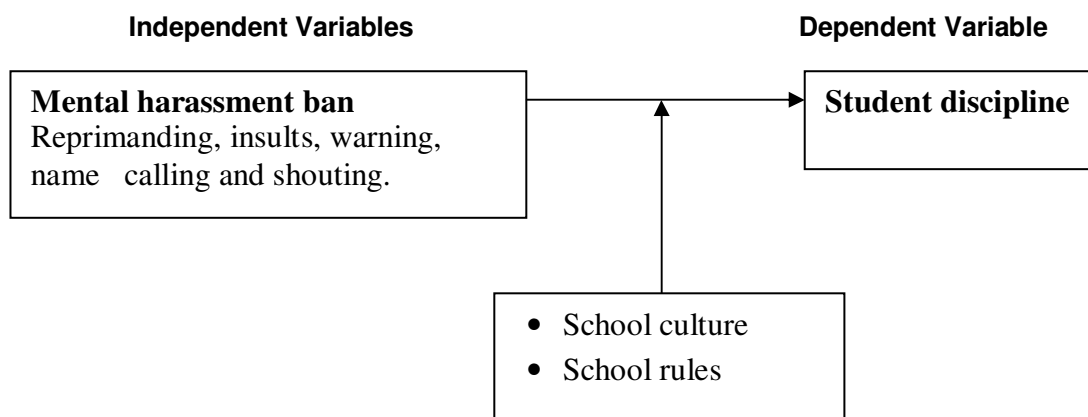 Independent Variables
Dependent Variable
Mental harassment ban
Reprimanding, insults, warning,
name calling and shouting.
Student discipline
• School culture
• School rules